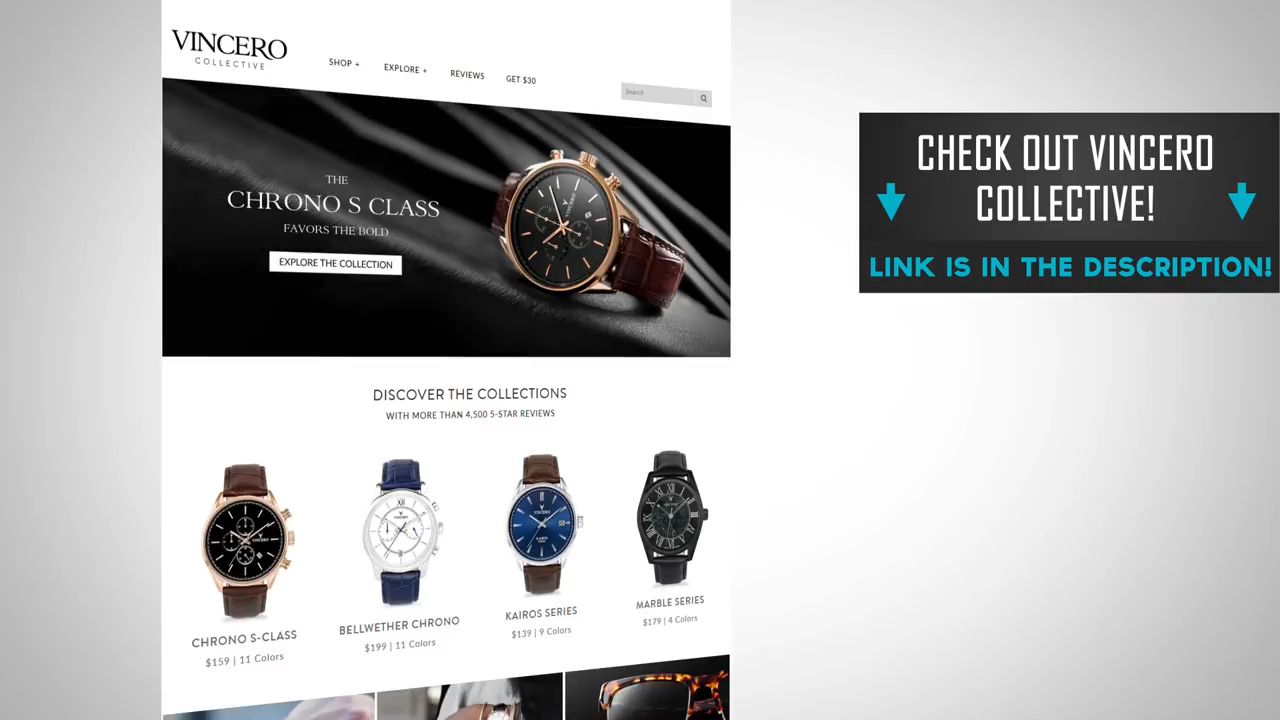 VINCERO
COLLECTIVE
SHOP +
EXPLORE +
REVIEWS
GET $30
Search
THE
CHRONO S CLASS
FAVORS THE BOLD
EXPLORE THE COLLECTION
CHECK OUT VINCERO
COLLECTIVE!
LINK IS IN THE DESCRIPTION!
DISCOVER THE COLLECTIONS
WITH MORE THAN 4,500 5-STAR REVIEWS
CHRONO S-CLASS
$159 | 11 Colors
BELLWETHER CHRONO
$199 | 11 Colors
KAIROS SERIES
$139 | 9 Colors
MARBLE SERIES
$179 | 4 Colors